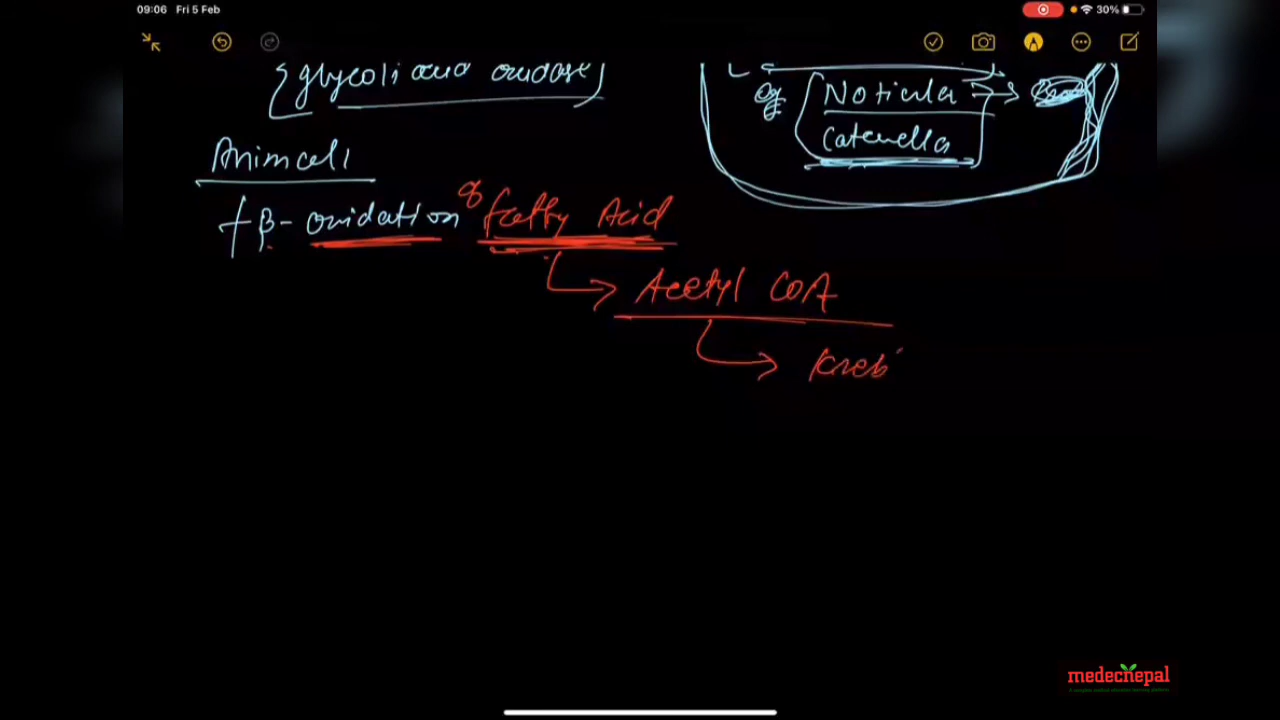 09:06 Fri 5 Feb
30%
{glycolic acid oxidase}
eg Noticula →
Catenella
Animals
+ β- oxidation of fatty Acid
→ Acetyl COA
→ Kreb'
medecnepal